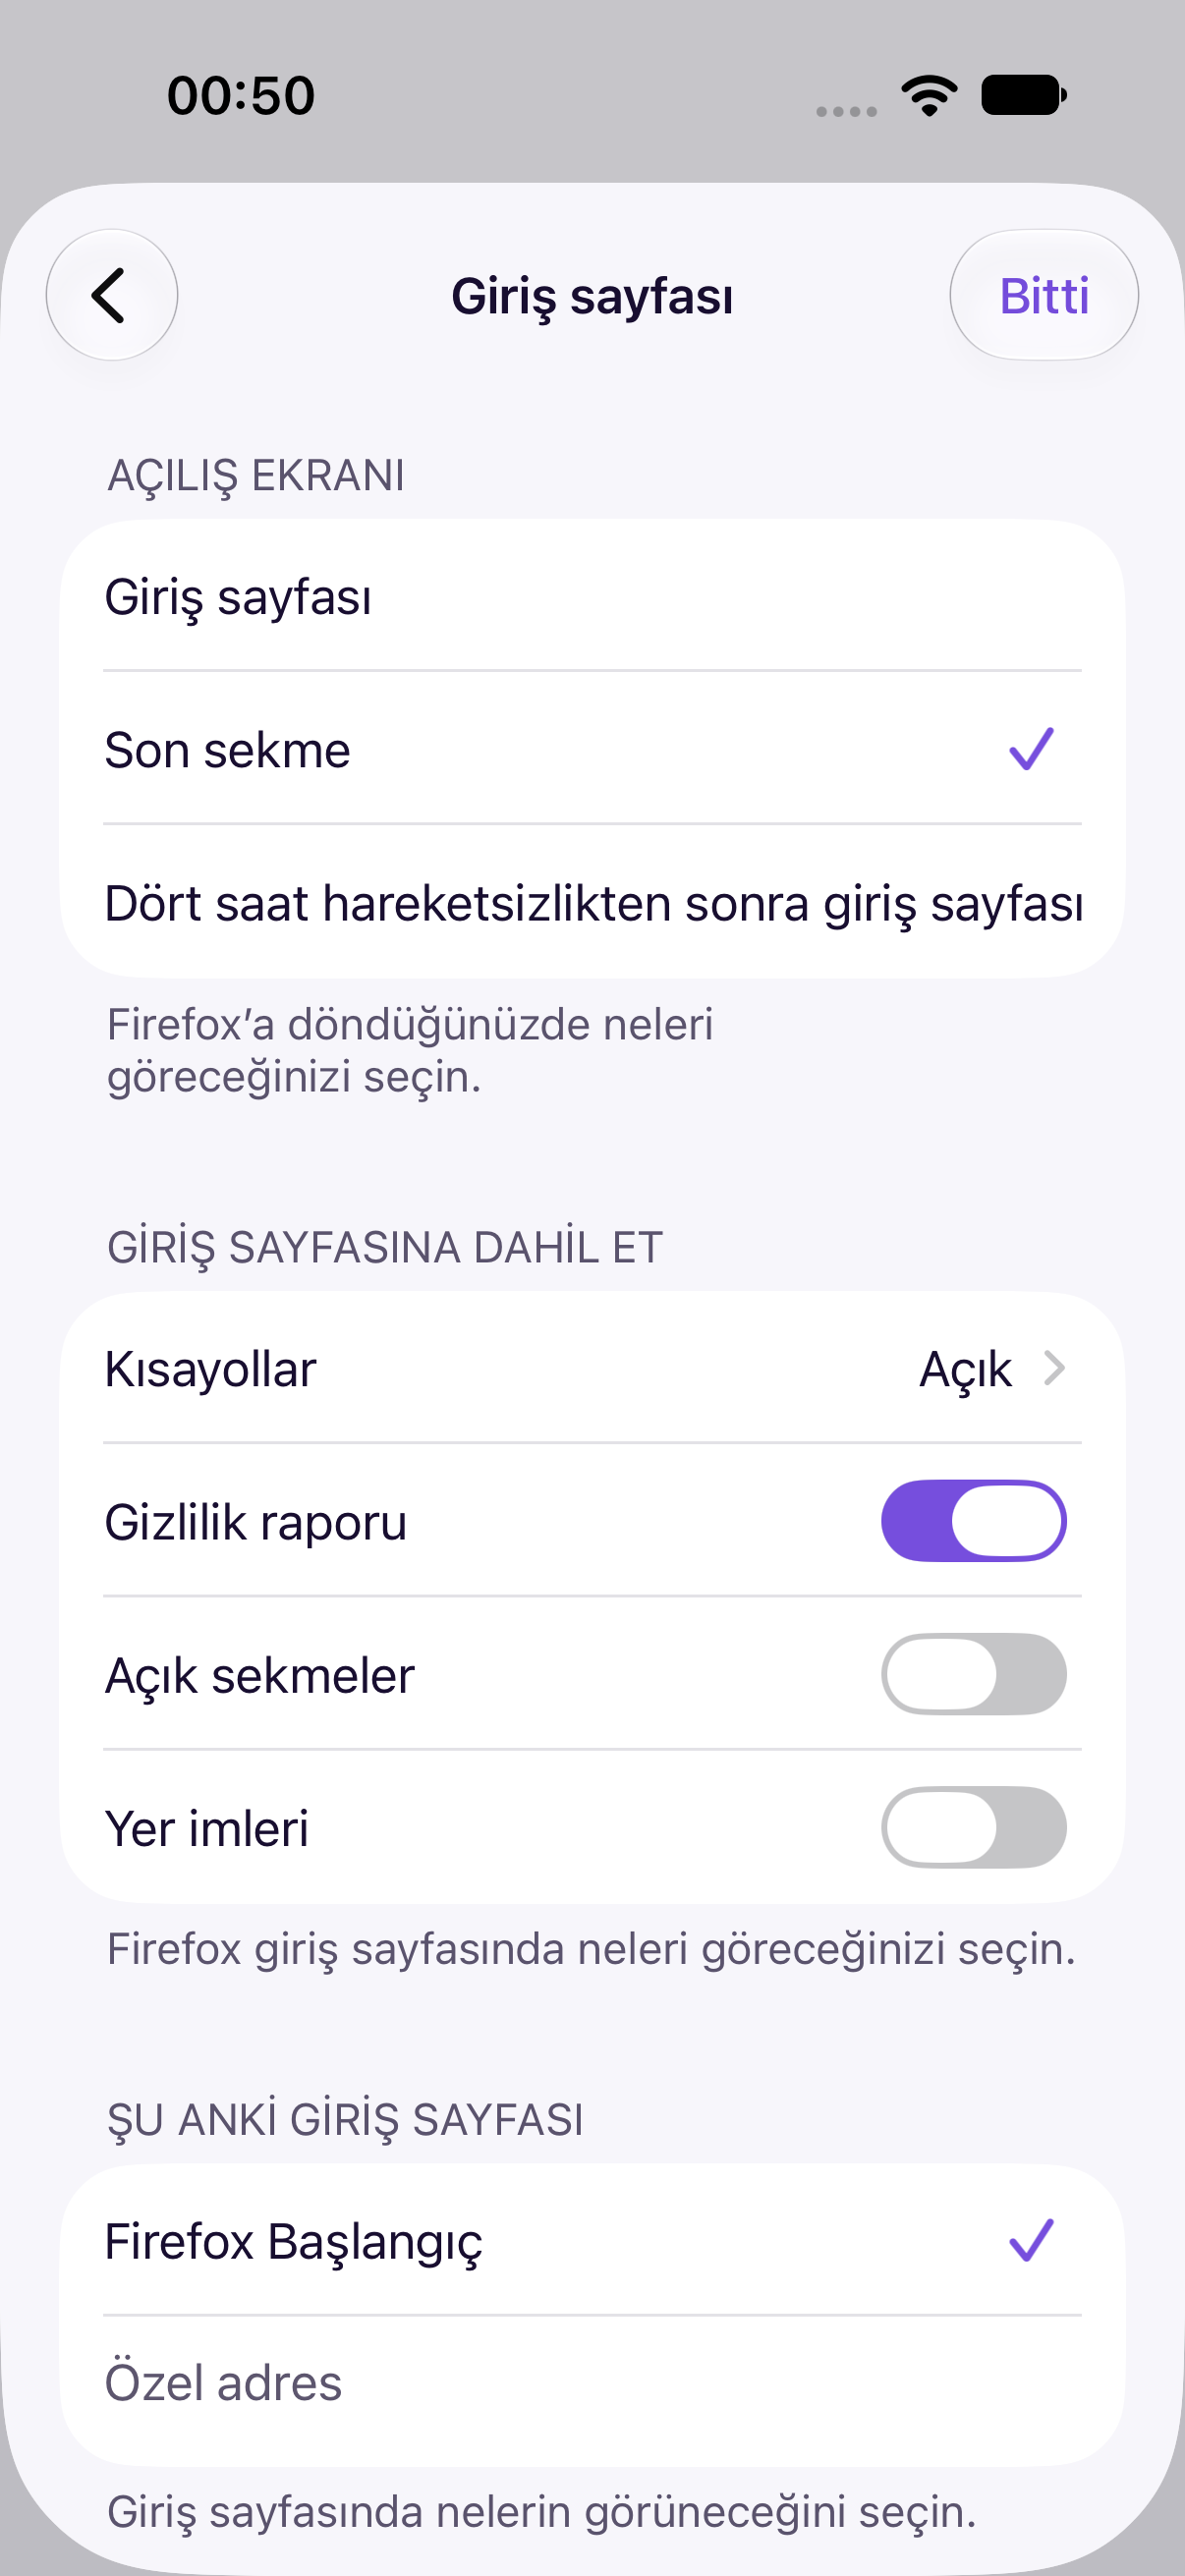 00:50
Giriş sayfası
Bitti
AÇILIŞ EKRANI
Giriş sayfası
Son sekme
Dört saat hareketsizlikten sonra giriş sayfası
Firefox’a döndüğünüzde neleri
göreceğinizi seçin.
GİRİŞ SAYFASINA DAHİL ET
Kısayollar
Açık
Gizlilik raporu
Açık sekmeler
Yer imleri
Firefox giriş sayfasında neleri göreceğinizi seçin.
ŞU ANKİ GİRİŞ SAYFASI
Firefox Başlangıç
Özel adres
Giriş sayfasında nelerin görüneceğini seçin.